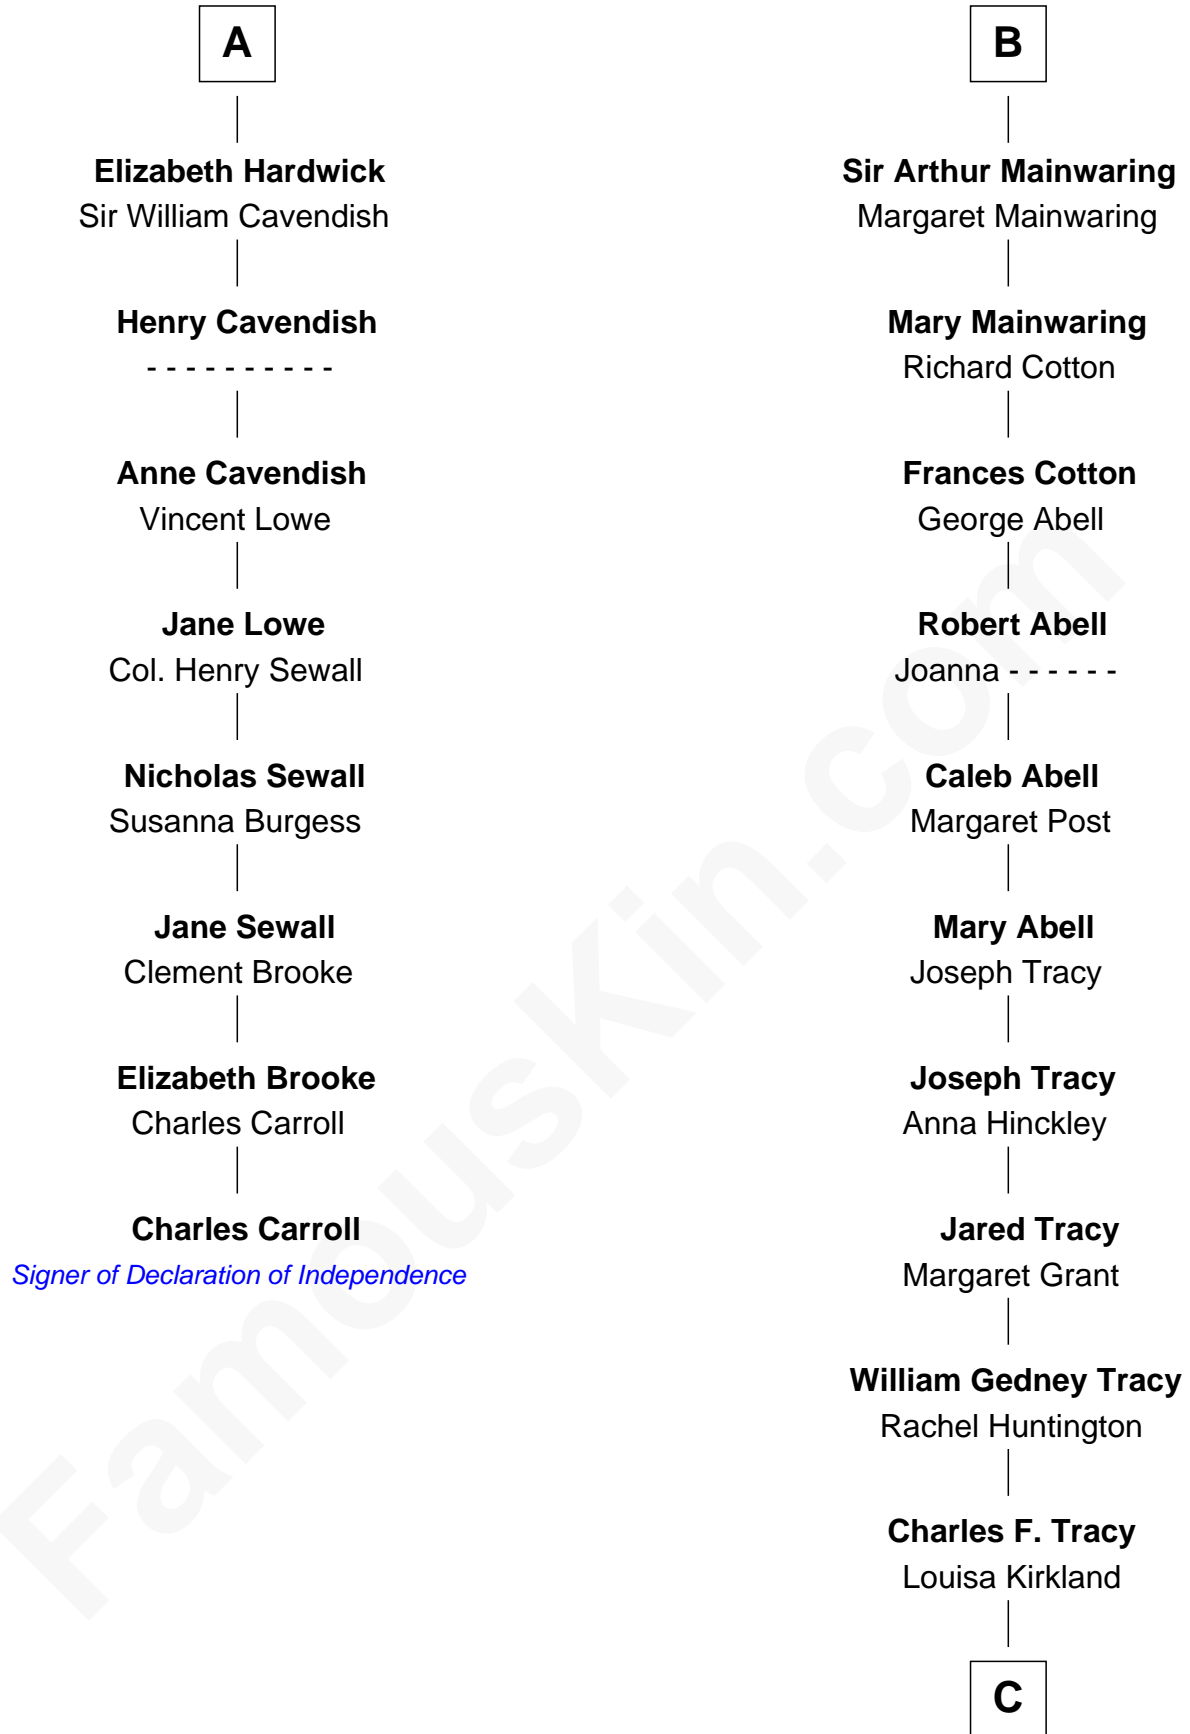 A
Elizabeth Hardwick
Sir William Cavendish
Henry Cavendish
- - - - - - - - - -
Anne Cavendish
Vincent Lowe
Jane Lowe
Col. Henry Sewall
Nicholas Sewall
Susanna Burgess
Jane Sewall
Clement Brooke
Elizabeth Brooke
Charles Carroll
Charles Carroll
Signer of Declaration of Independence
B
Sir Arthur Mainwaring
Margaret Mainwaring
Mary Mainwaring
Richard Cotton
Frances Cotton
George Abell
Robert Abell
Joanna - - - - - -
Caleb Abell
Margaret Post
Mary Abell
Joseph Tracy
Joseph Tracy
Anna Hinckley
Jared Tracy
Margaret Grant
William Gedney Tracy
Rachel Huntington
Charles F. Tracy
Louisa Kirkland
C
FamousKin.com